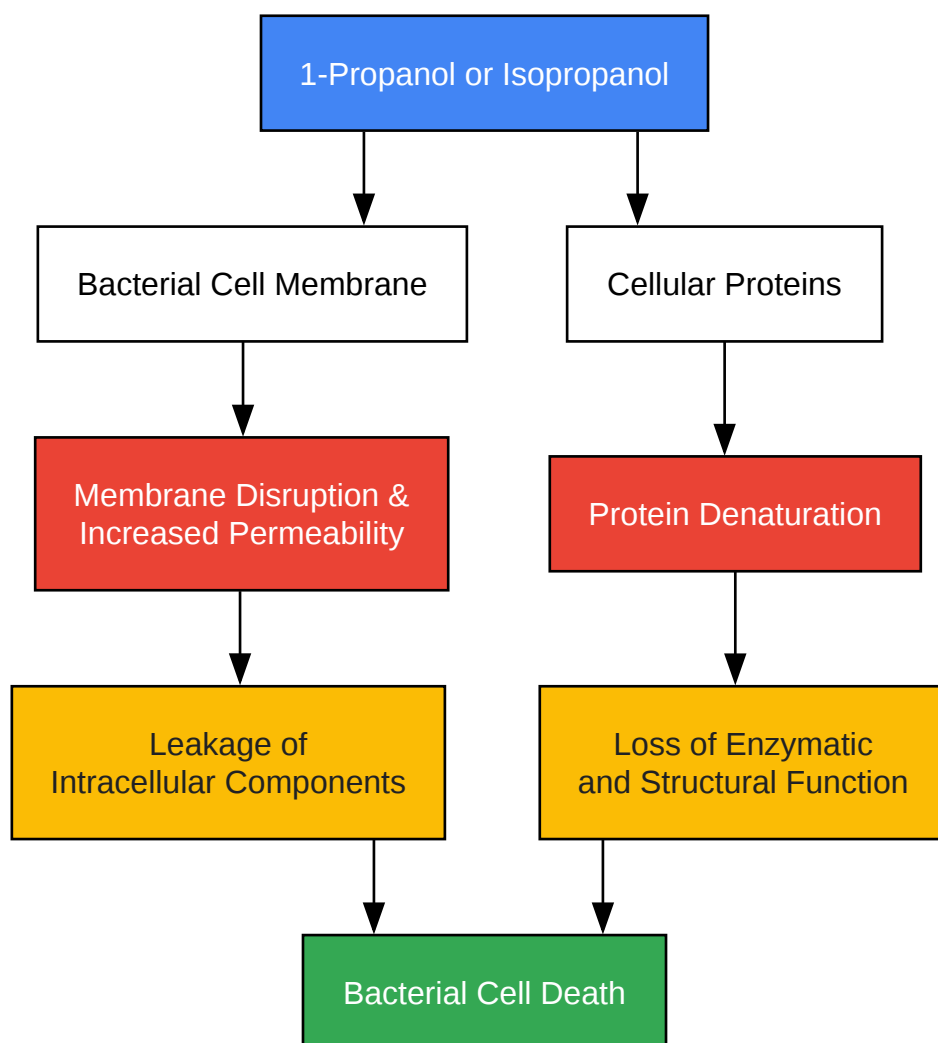 1-Propanol or Isopropanol
Bacterial Cell Membrane
Cellular Proteins
Membrane Disruption &
Increased Permeability
Protein Denaturation
Leakage of
Intracellular Components
Loss of Enzymatic
and Structural Function
Bacterial Cell Death